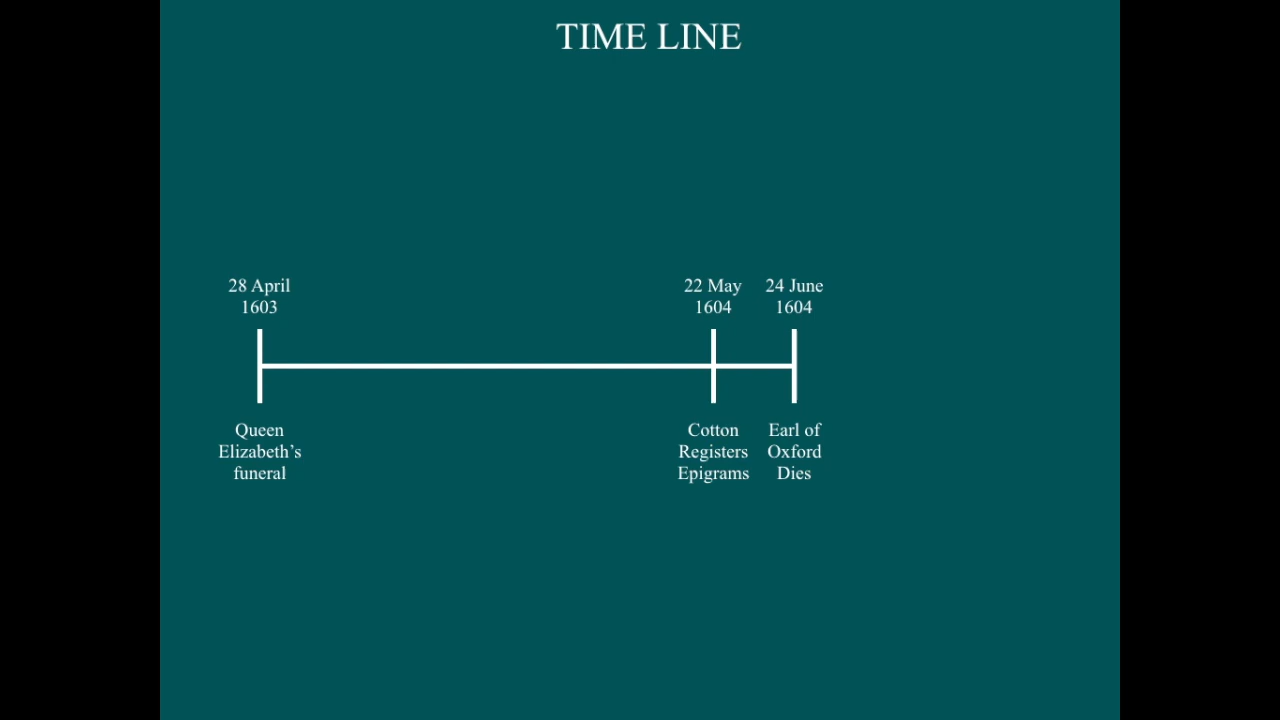 TIME LINE
28 April
1603
22 May
1604
24 June
1604
Queen
Elizabeth’s
funeral
Cotton
Registers
Epigrams
Earl of
Oxford
Dies